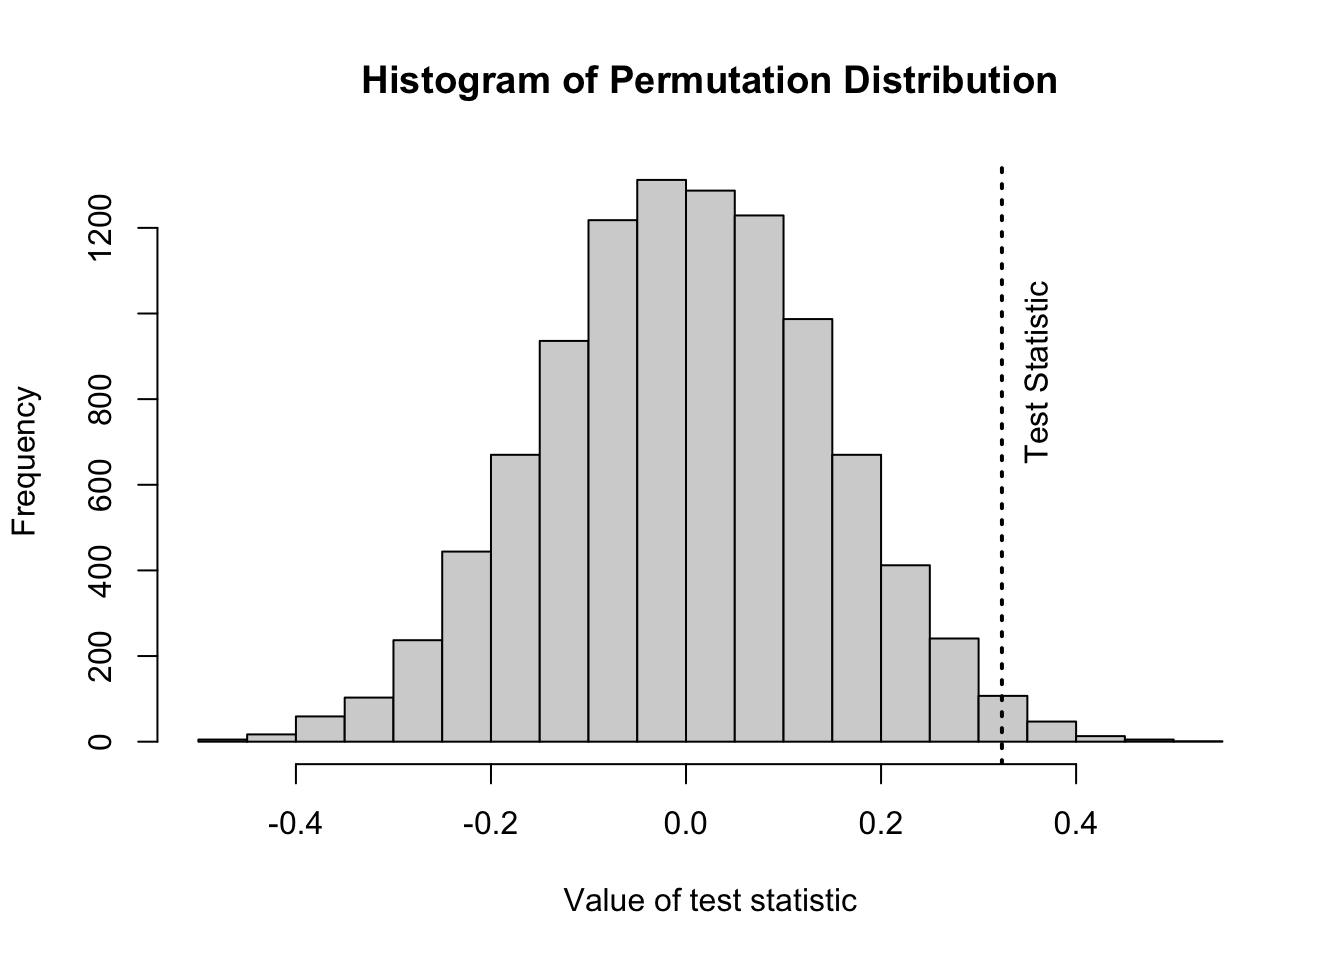 Histogram of Permutation Distribution
Frequency
1200
800
600
400
200
0
Test Statistic
-0.4
-0.2
0.0
0.2
0.4
Value of test statistic